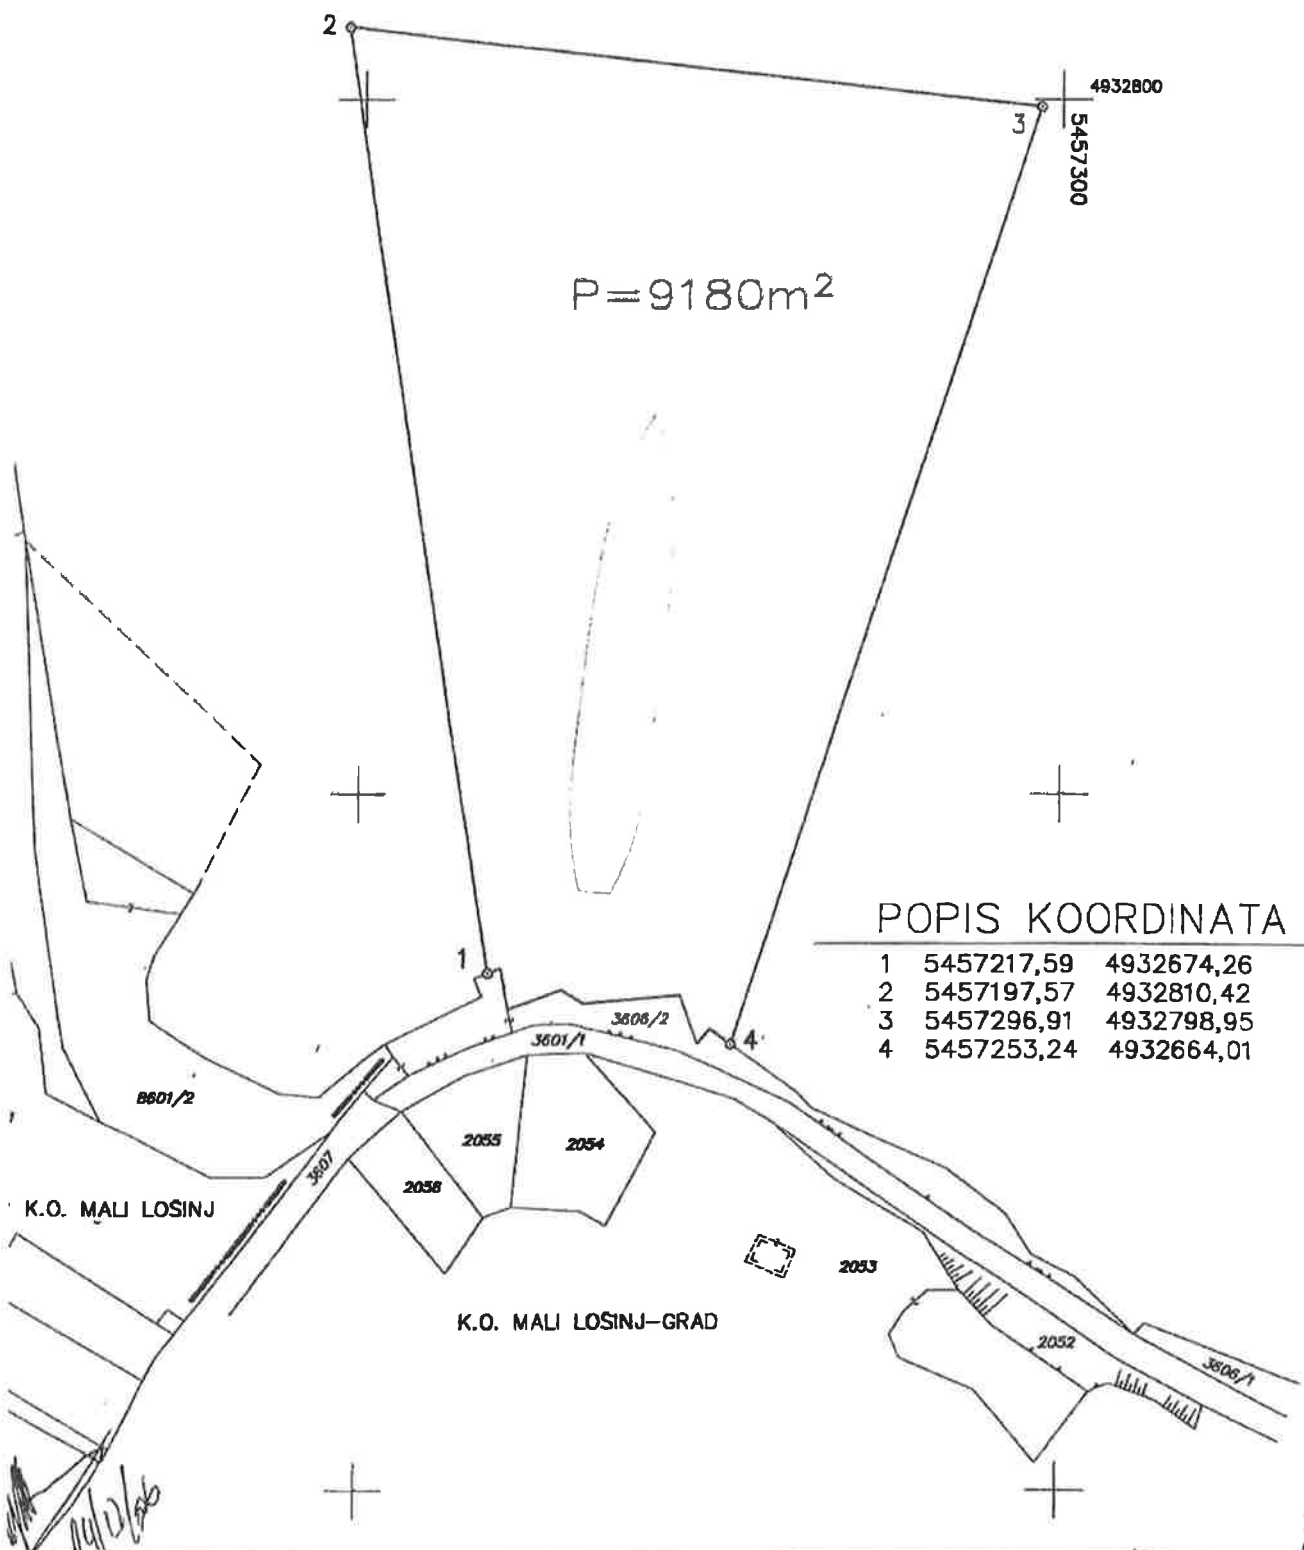 2
4932800
5457300
3
P=9180m²
1
POPIS KOORDINATA
1 5457217,59 4932674,26
2 5457197,57 4932810,42
3 5457296,91 4932798,95
4 5457253,24 4932664,01
3606/2
3601/1
4
8601/2
2055
2054
3607
2056
K.O. MALI LOŠINJ
2053
K.O. MALI LOŠINJ-GRAD
2052
3606/1